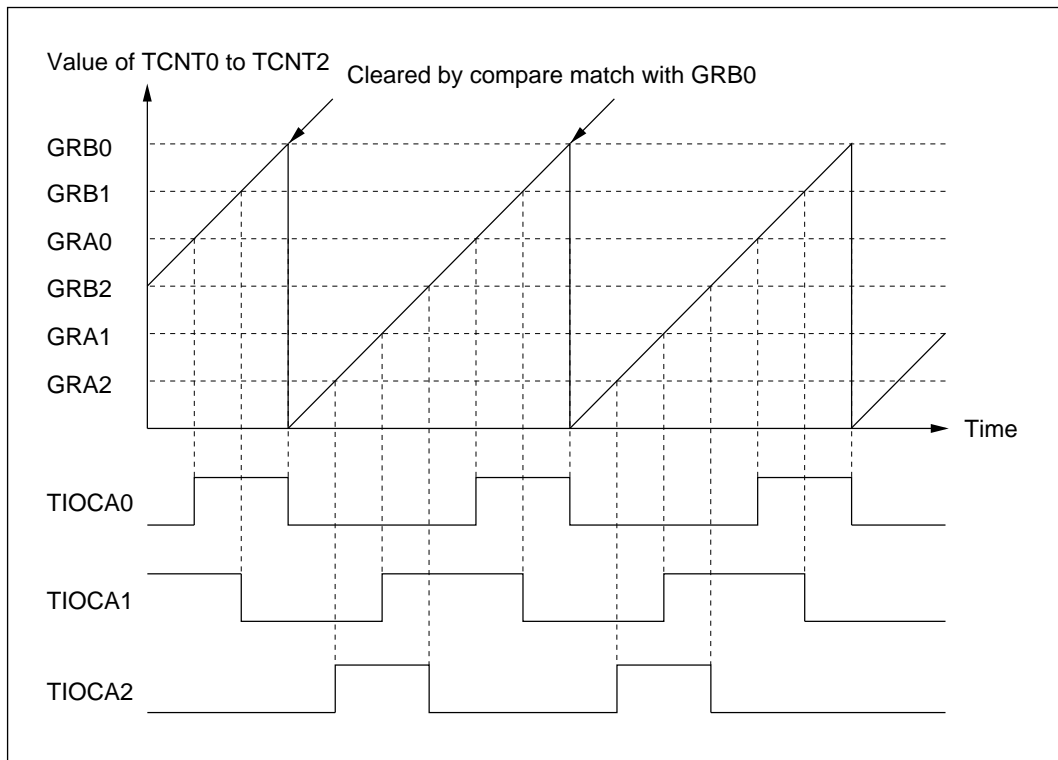 Value of TCNT0 to TCNT2
Cleared by compare match with GRB0
GRB0
GRB1
GRA0
GRB2
GRA1
GRA2
Time
TIOCA0
TIOCA1
TIOCA2